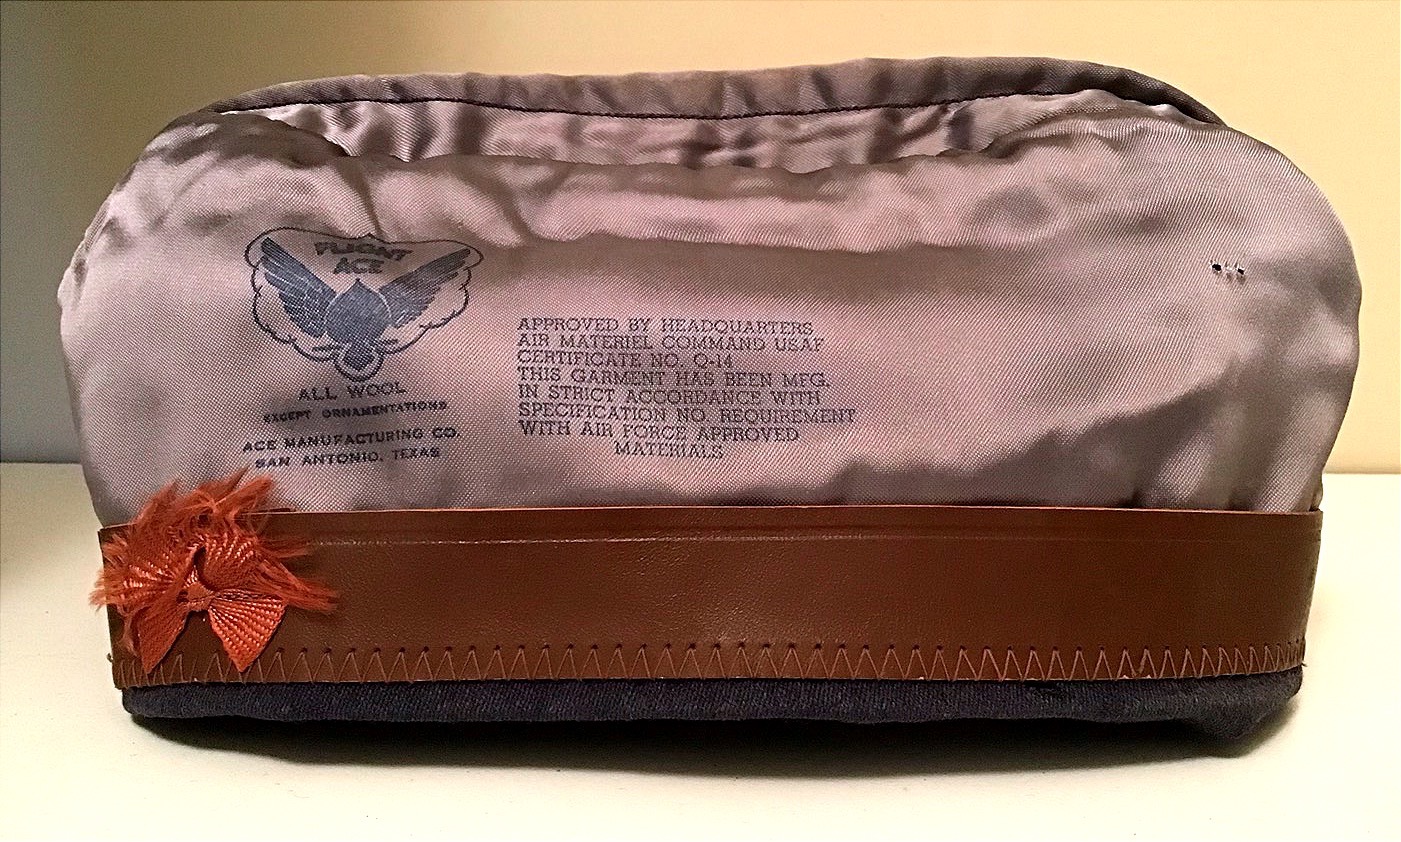 FLIGHT
ACE
ALL WOOL
EXCEPT ORNAMENTATIONS
ACE MANUFACTURING CO.
SAN ANTONIO, TEXAS
APPROVED BY HEADQUARTERS
AIR MATERIEL COMMAND USAF
CERTIFICATE NO. Q-14
THIS GARMENT HAS BEEN MFG.
IN STRICT ACCORDANCE WITH
SPECIFICATION NO. REQUIREMENT
WITH AIR FORCE APPROVED
MATERIALS